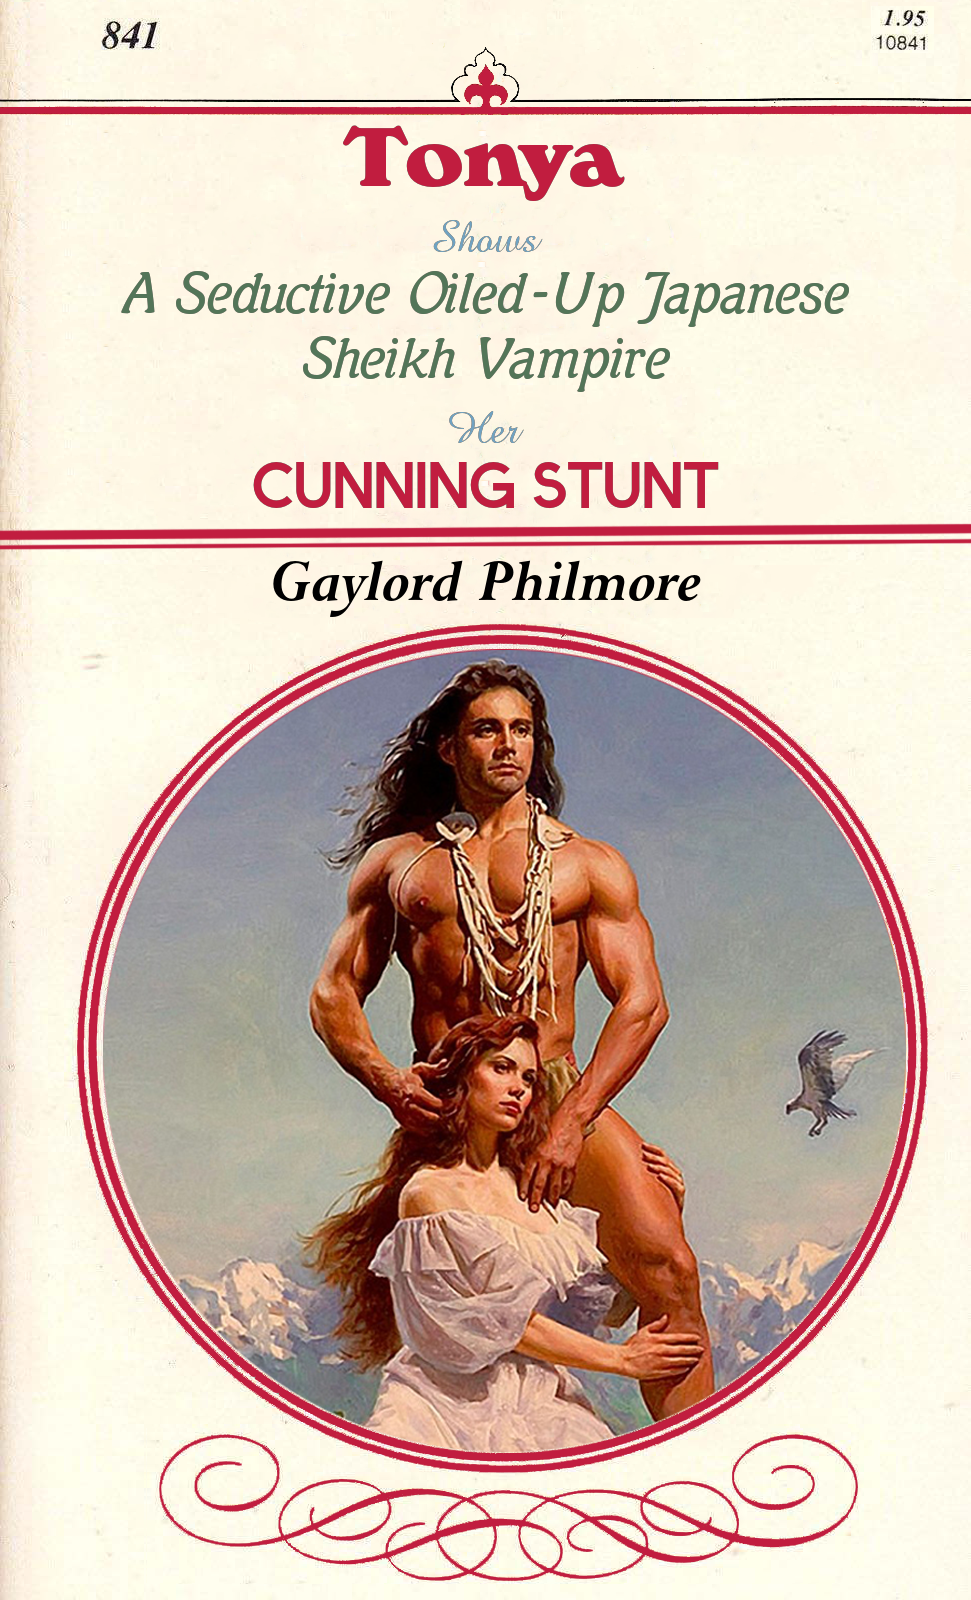 841
1.95
10841
Tonya
Shows
A Seductive Oiled-Up Japanese
Sheikh Vampire
Her
CUNNING STUNT
Gaylord Philmore